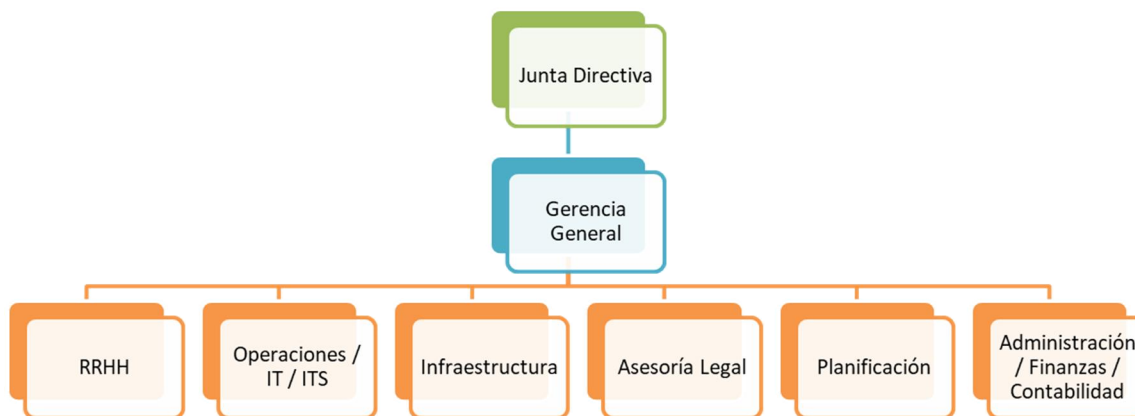 Junta Directiva
Gerencia
General
RRHH
Operaciones /
IT / ITS
Infraestructura
Asesoría Legal
Planificación
Administración
/ Finanzas /
Contabilidad